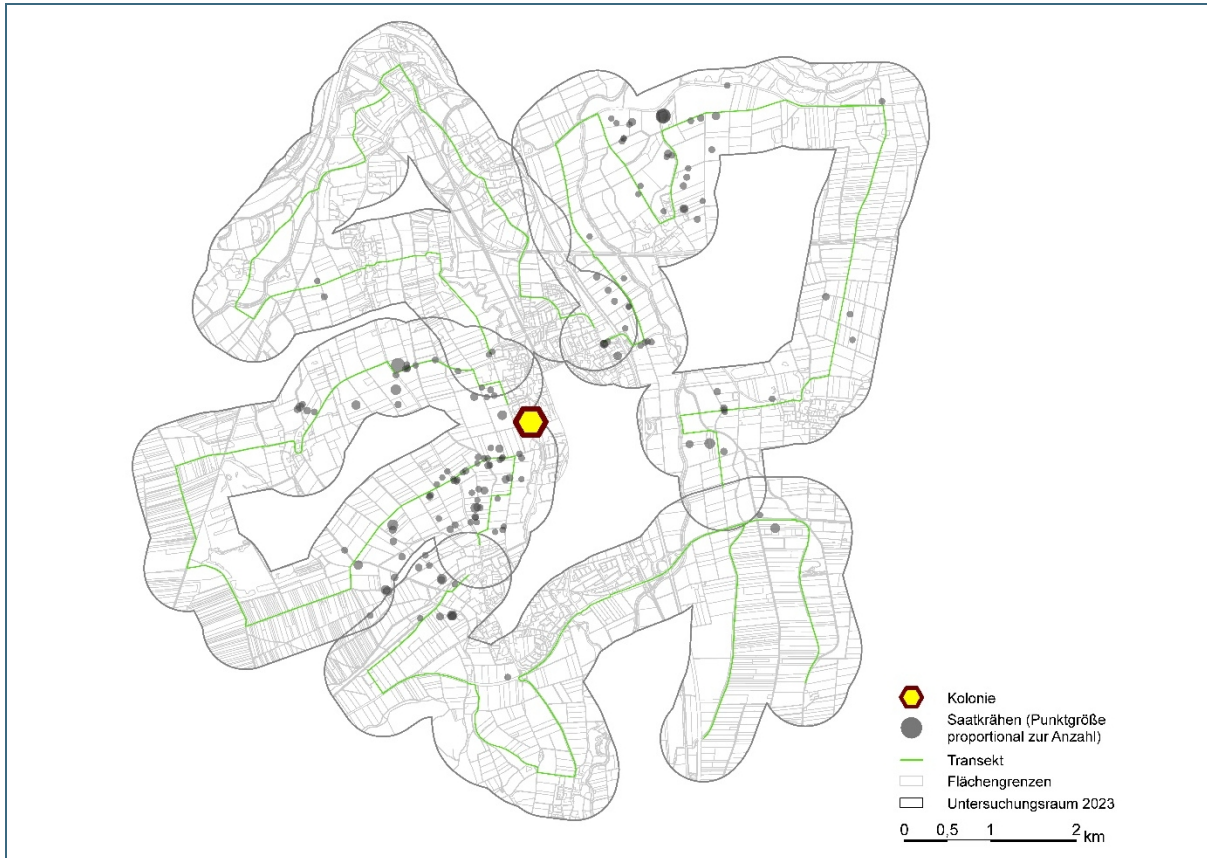 Kolonie
Saatkrähen (Punktgröße
proportional zur Anzahl)
Transekt
Flächengrenzen
Untersuchungsraum 2023
0 0,5 1 2 km